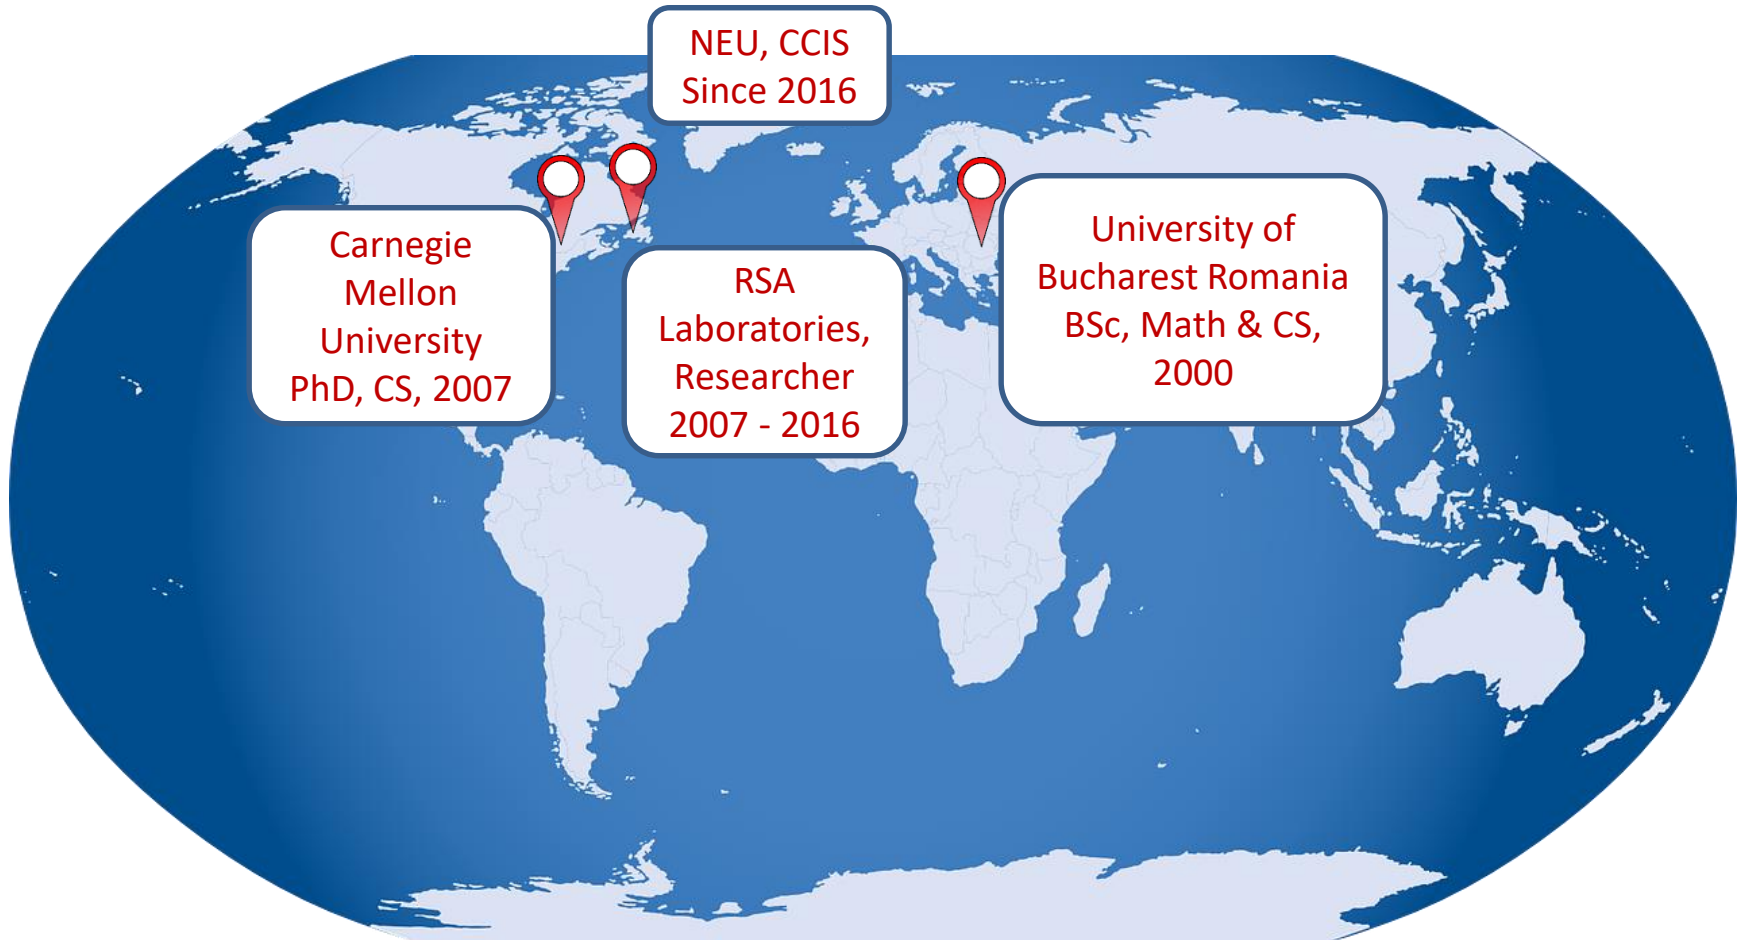 NEU, CCIS
Since 2016
Carnegie
Mellon
University
PhD, CS, 2007
RSA
Laboratories,
Researcher
2007 - 2016
University of
Bucharest Romania
BSc, Math & CS,
2000